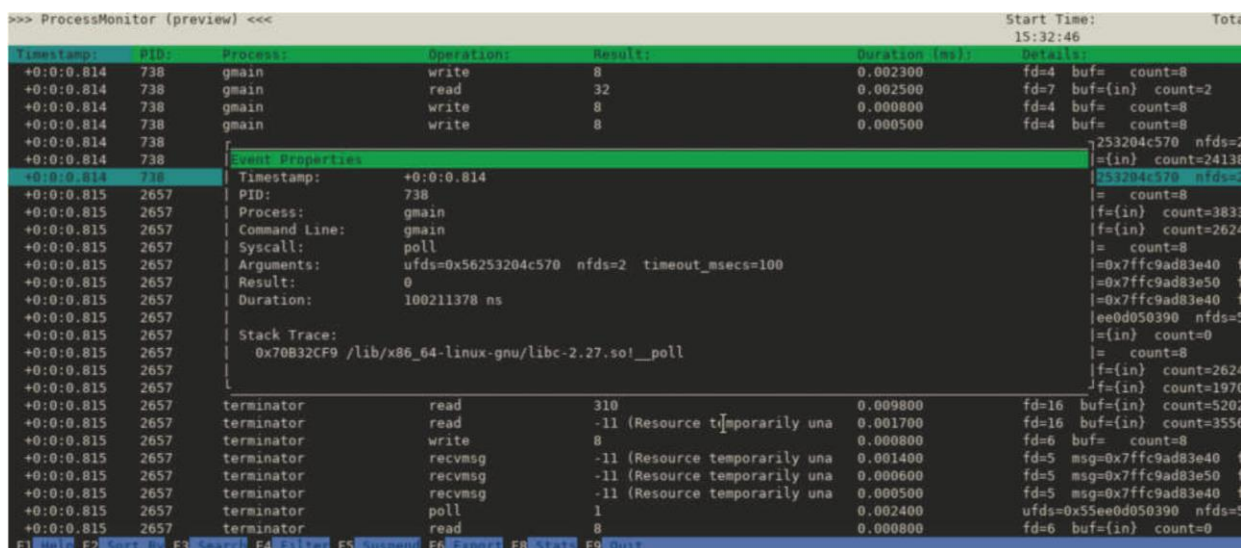 >>> ProcessMonitor (preview) <<< Start Time: Tota
15:32:46
Timestamp: PID: Process: Operation: Result: Duration (ms): Details:
+0:0:0.814 738 gmain write 8 0.002300 fd=4 buf= count=8
+0:0:0.814 738 gmain read 32 0.002500 fd=7 buf={in} count=2
+0:0:0.814 738 gmain write 8 0.000800 fd=4 buf= count=8
+0:0:0.814 738 gmain write 8 0.000500 fd=4 buf= count=8
+0:0:0.814 738 253204c570 nfds=2
+0:0:0.814 738 Event Properties ={in} count=24138
+0:0:0.814 738 Timestamp: +0:0:0.814 253204c570 nfds=2
+0:0:0.815 2657 PID: 738 = count=8
+0:0:0.815 2657 Process: gmain f={in} count=3833
+0:0:0.815 2657 Command Line: gmain f={in} count=2624
+0:0:0.815 2657 Syscall: poll = count=8
+0:0:0.815 2657 Arguments: ufds=0x56253204c570 nfds=2 timeout_msecs=100 =0x7ffc9ad83e40 f
+0:0:0.815 2657 Result: 0 =0x7ffc9ad83e50 f
+0:0:0.815 2657 Duration: 100211378 ns =0x7ffc9ad83e40 f
+0:0:0.815 2657 ee0d050390 nfds=5
+0:0:0.815 2657 Stack Trace: ={in} count=0
+0:0:0.815 2657 0x70B32CF9 /lib/x86_64-linux-gnu/libc-2.27.so!__poll = count=8
+0:0:0.815 2657 f={in} count=2624
+0:0:0.815 2657 f={in} count=1970
+0:0:0.815 2657 terminator read 310 0.009800 fd=16 buf={in} count=5202
+0:0:0.815 2657 terminator read -11 (Resource temporarily una 0.001700 fd=16 buf={in} count=3556
+0:0:0.815 2657 terminator write 8 0.000800 fd=6 buf= count=8
+0:0:0.815 2657 terminator recvmsg -11 (Resource temporarily una 0.001400 fd=5 msg=0x7ffc9ad83e40 f
+0:0:0.815 2657 terminator recvmsg -11 (Resource temporarily una 0.000600 fd=5 msg=0x7ffc9ad83e50 f
+0:0:0.815 2657 terminator recvmsg -11 (Resource temporarily una 0.000500 fd=5 msg=0x7ffc9ad83e40 f
+0:0:0.815 2657 terminator poll 1 0.002400 ufds=0x55ee0d050390 nfds=5
+0:0:0.815 2657 terminator read 8 0.000800 fd=6 buf={in} count=0
F1 Help F2 Sort By F3 Search F4 Filter F5 Suspend F6 Export F8 Stats F9 Quit